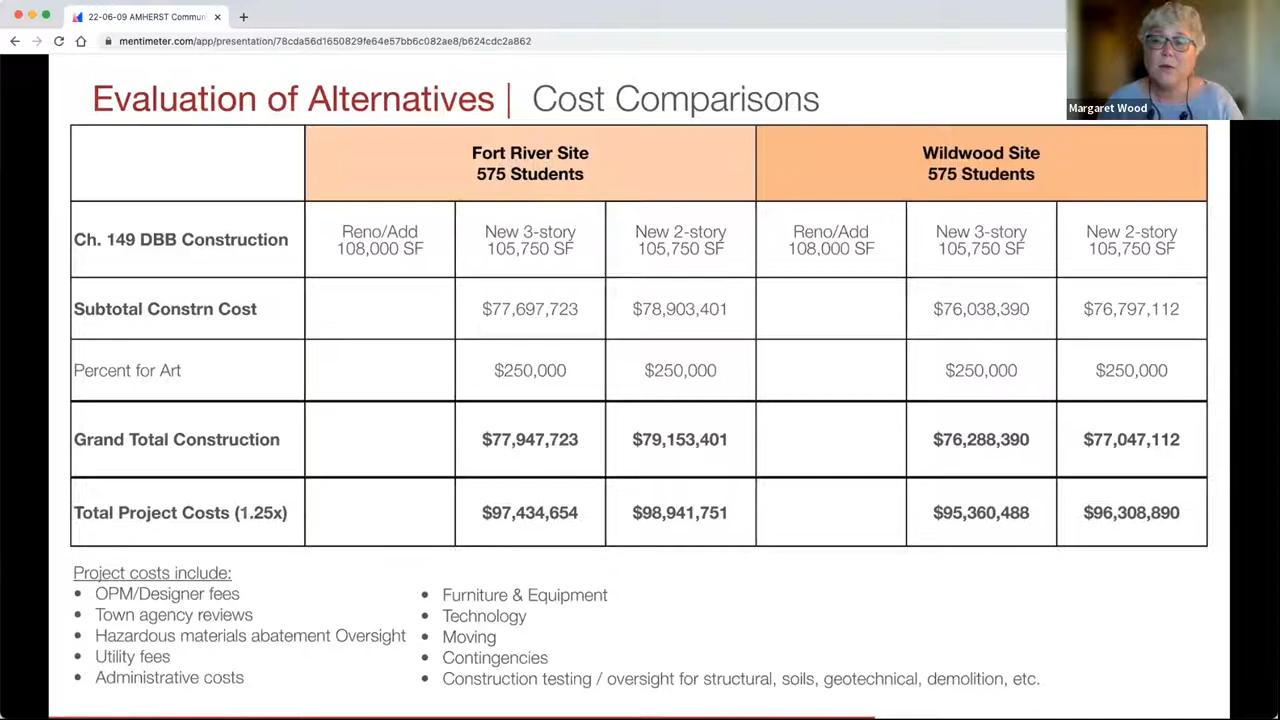 22-06-09 AMHERST Commun
mentimeter.com/app/presentation/78cda56d1650829fe64e57bb6c082ae8/b624cdc2a862
Margaret Wood
Evaluation of Alternatives | Cost Comparisons
Fort River Site
575 Students
Wildwood Site
575 Students
Ch. 149 DBB Construction
Reno/Add
108,000 SF
New 3-story
105,750 SF
New 2-story
105,750 SF
Reno/Add
108,000 SF
New 3-story
105,750 SF
New 2-story
105,750 SF
Subtotal Constrn Cost $77,697,723 $78,903,401 $76,038,390 $76,797,112
Percent for Art $250,000 $250,000 $250,000 $250,000
Grand Total Construction $77,947,723 $79,153,401 $76,288,390 $77,047,112
Total Project Costs (1.25x) $97,434,654 $98,941,751 $95,360,488 $96,308,890
Project costs include:
• OPM/Designer fees
• Town agency reviews
• Hazardous materials abatement Oversight
• Utility fees
• Administrative costs
• Furniture & Equipment
• Technology
• Moving
• Contingencies
• Construction testing / oversight for structural, soils, geotechnical, demolition, etc.